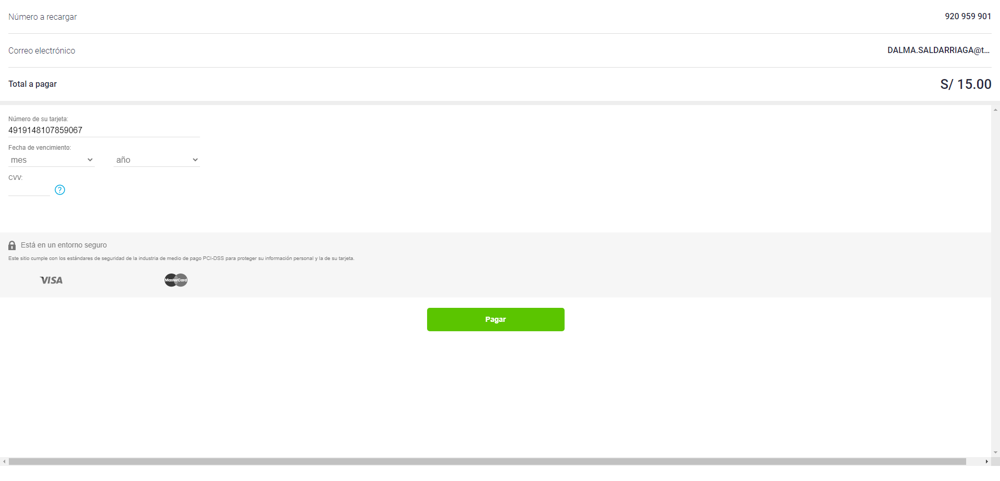 Número a recargar 920 959 901
Correo electrónico DALMA.SALDARRIAGA@t...
Total a pagar S/ 15.00
Número de su tarjeta:
4919148107859067
Fecha de vencimiento:
mes año
CVV:
?
Está en un entorno seguro
Este sitio cumple con los estándares de seguridad de la industria de medio de pago PCI-DSS para proteger su información personal y la de su tarjeta.
VISA MasterCard
Pagar